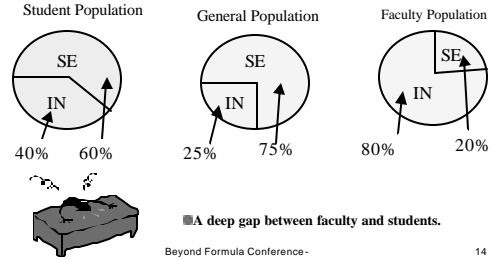 Student Population
General Population
Faculty Population
SE
IN
40%
60%
SE
IN
25%
75%
SE
IN
80%
20%
A deep gap between faculty and students.
Beyond Formula Conference-
14